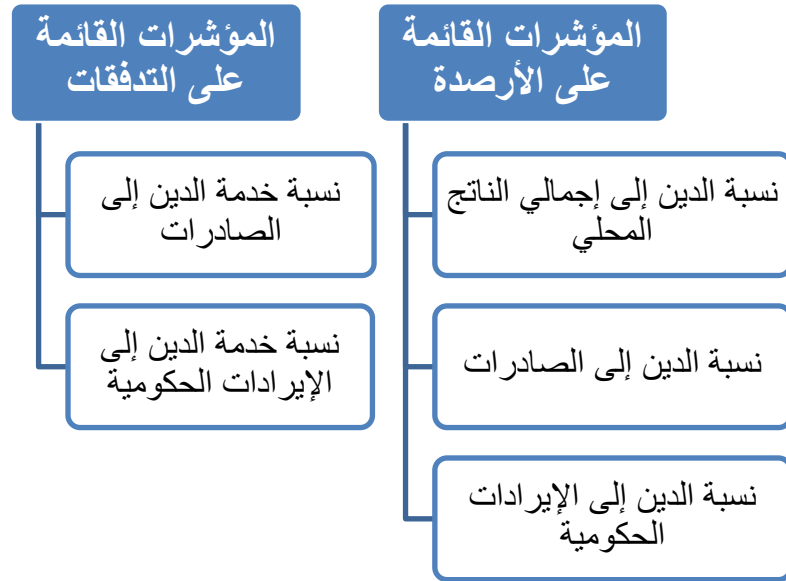 المؤشرات القائمة
على الأرصدة
نسبة الدين إلى إجمالي الناتج
المحلي
نسبة الدين إلى الصادرات
نسبة الدين إلى الإيرادات
الحكومية
المؤشرات القائمة
على التدفقات
نسبة خدمة الدين إلى
الصادرات
نسبة خدمة الدين إلى
الإيرادات الحكومية